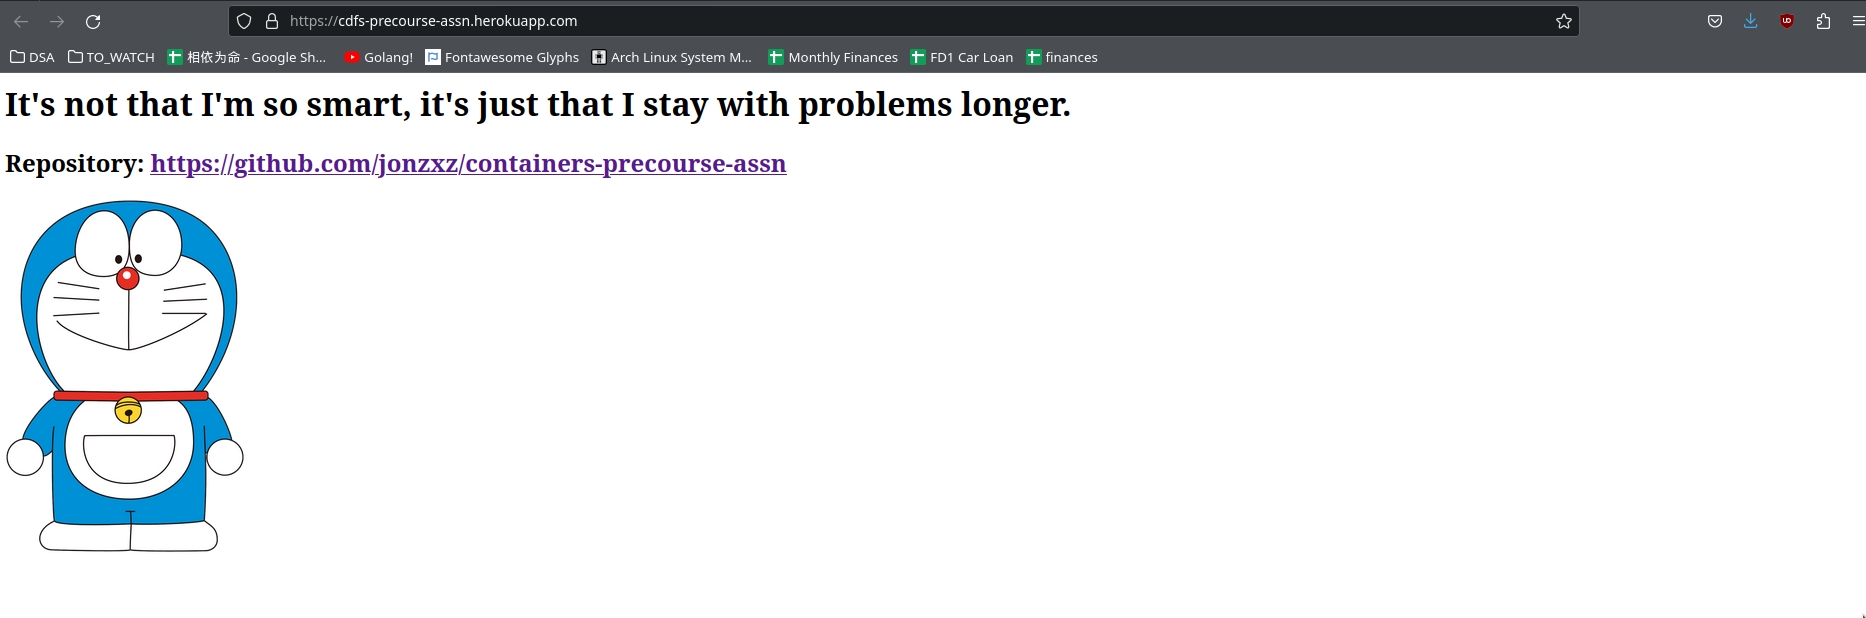 https://cdfs-precourse-assn.herokuapp.com
DSA TO_WATCH 相依为命 - Google Sh... Golang! Fontawesome Glyphs Arch Linux System M... Monthly Finances FD1 Car Loan finances
It's not that I'm so smart, it's just that I stay with problems longer.
Repository: https://github.com/jonzxz/containers-precourse-assn